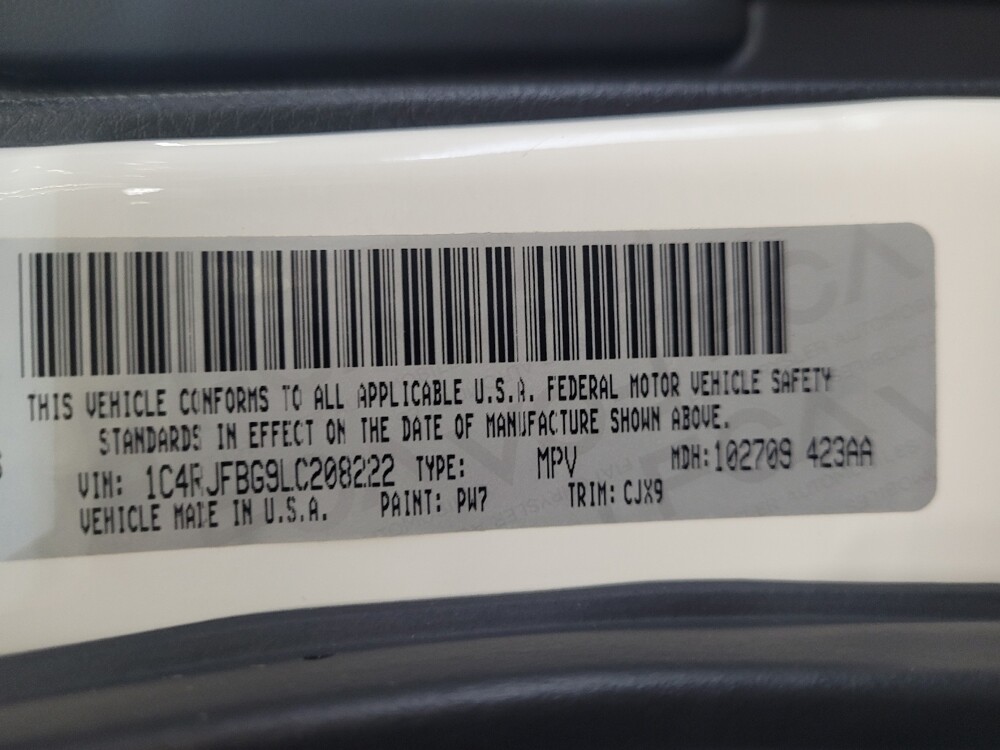 THIS VEHICLE CONFORMS TO ALL APPLICABLE U.S.A. FEDERAL MOTOR VEHICLE SAFETY
STANDARDS IN EFFECT ON THE DATE OF MANUFACTURE SHOWN ABOVE.
VIN: 1C4RJFBG9LC208222 TYPE: MPV MDH:102709 423AA
VEHICLE MADE IN U.S.A. PAINT: PW7 TRIM: CJX9